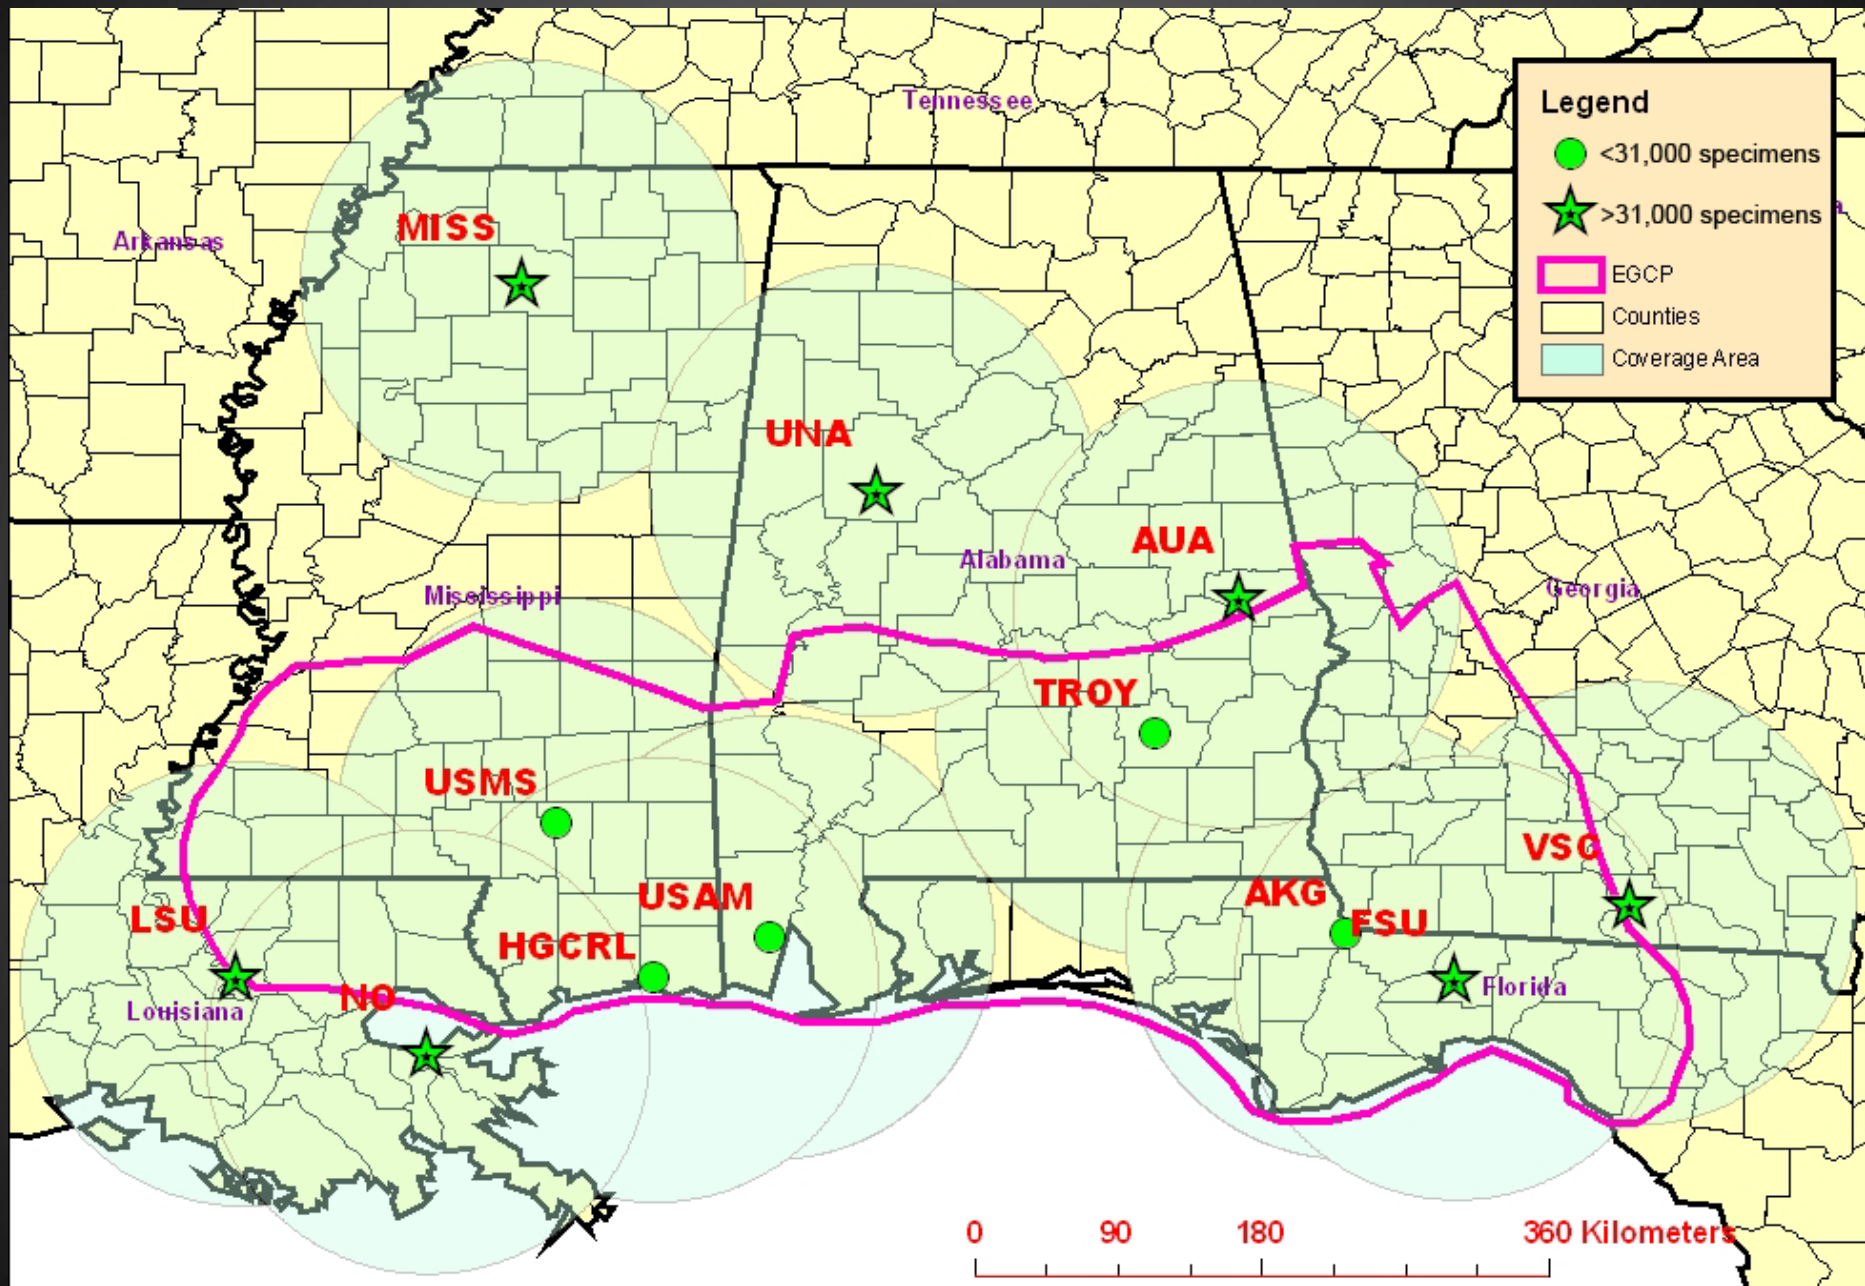 Tennessee
Legend
<31,000 specimens
>31,000 specimens
EGCP
Counties
Coverage Area
a
MISS
Arkansas
UNA
AUA
Alabama
Mississippi
Georgia
TROY
USMS
VSC
USAM
AKG
LSU
FSU
HGCRL
NO
Florida
Louisiana
0 90 180 360 Kilometers